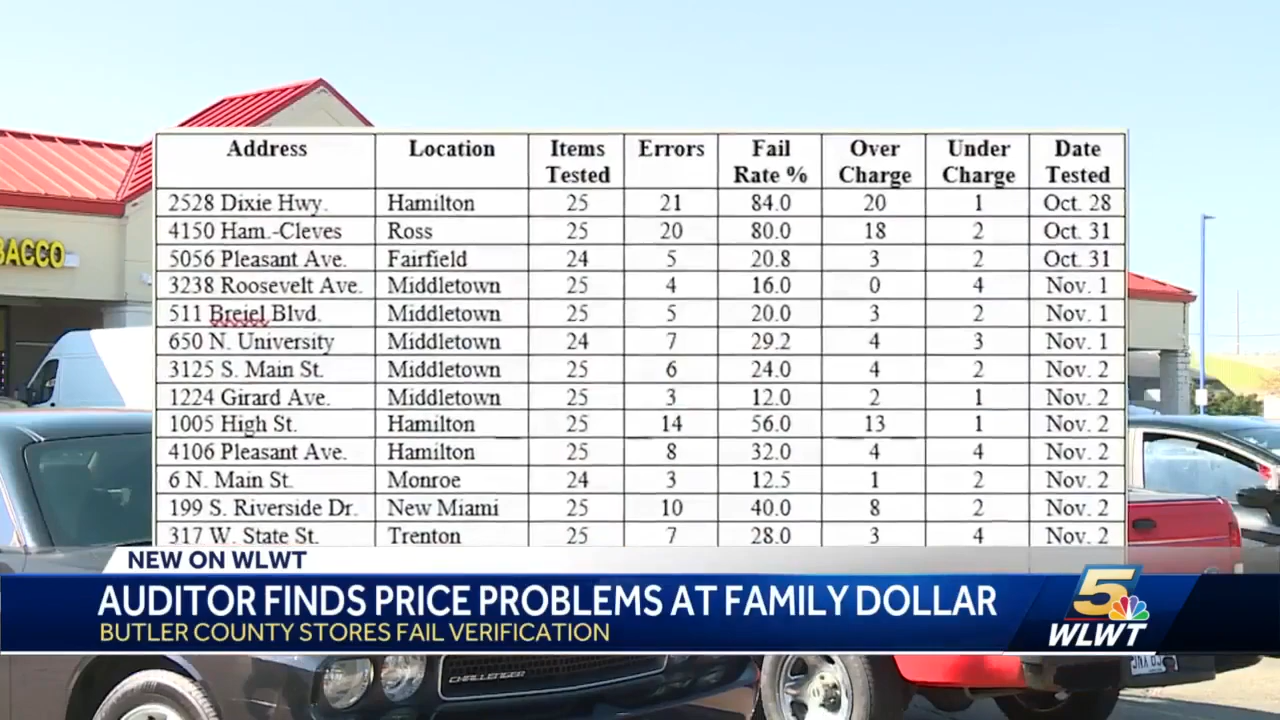 BACCO
Address Location Items Tested Errors Fail Rate % Over Charge Under Charge Date Tested
2528 Dixie Hwy. Hamilton 25 21 84.0 20 1 Oct. 28
4150 Ham.-Cleves Ross 25 20 80.0 18 2 Oct. 31
5056 Pleasant Ave. Fairfield 24 5 20.8 3 2 Oct. 31
3238 Roosevelt Ave. Middletown 25 4 16.0 0 4 Nov. 1
511 Breiel Blvd. Middletown 25 5 20.0 3 2 Nov. 1
650 N. University Middletown 24 7 29.2 4 3 Nov. 1
3125 S. Main St. Middletown 25 6 24.0 4 2 Nov. 2
1224 Girard Ave. Middletown 25 3 12.0 2 1 Nov. 2
1005 High St. Hamilton 25 14 56.0 13 1 Nov. 2
4106 Pleasant Ave. Hamilton 25 8 32.0 4 4 Nov. 2
6 N. Main St. Monroe 24 3 12.5 1 2 Nov. 2
199 S. Riverside Dr. New Miami 25 10 40.0 8 2 Nov. 2
317 W. State St. Trenton 25 7 28.0 3 4 Nov. 2
NEW ON WLWT
AUDITOR FINDS PRICE PROBLEMS AT FAMILY DOLLAR
BUTLER COUNTY STORES FAIL VERIFICATION
5
WLWT
CHALLENGER